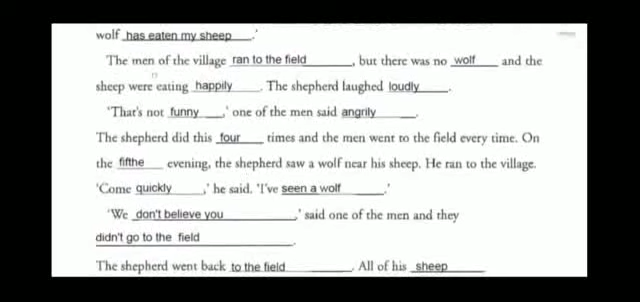 wolf has eaten my sheep.'
The men of the village ran to the field, but there was no wolf and the
sheep were eating happily. The shepherd laughed loudly.
'That's not funny,' one of the men said angrily.
The shepherd did this four times and the men went to the field every time. On
the fifthe evening, the shepherd saw a wolf near his sheep. He ran to the village.
'Come quickly,' he said. 'I've seen a wolf.'
'We don't believe you,' said one of the men and they
didn't go to the field.
The shepherd went back to the field. All of his sheep